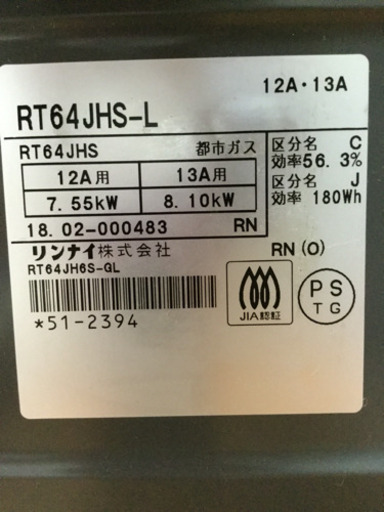 12A・13A
RT64JHS-L
RT64JHS 都市ガス
12A用 13A用
7.55kW 8.10kW
18.02-000483 RN
区分名 C
効率56.3%
区分名 J
効率 180Wh
リンナイ株式会社
RN(O)
RT64JH6S-GL
*51-2394
JIA認証
PS
TG